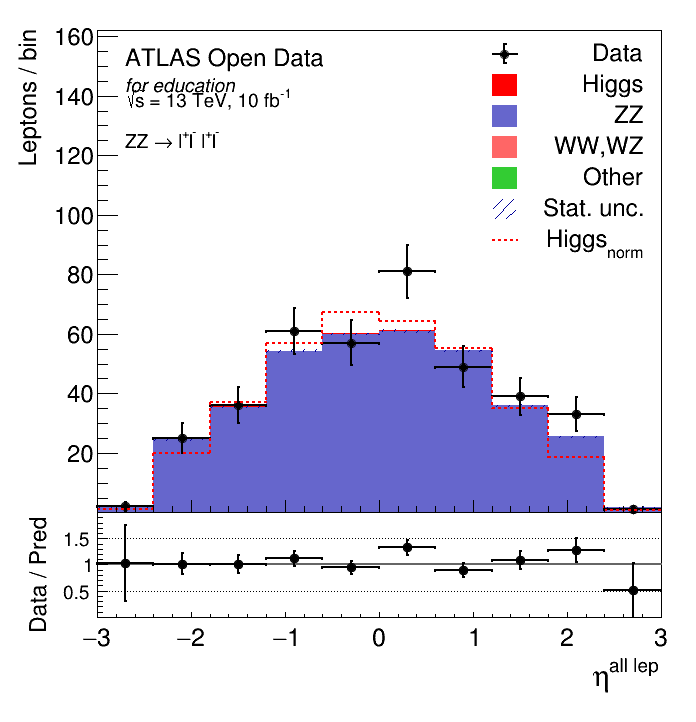 Leptons / bin
160
140
120
100
80
60
40
20
ATLAS Open Data
for education
√s = 13 TeV, 10 fb⁻¹
ZZ → l⁺l⁻ l⁺l⁻
Data
Higgs
ZZ
WW,WZ
Other
Stat. unc.
Higgsnorm
Data / Pred
1.5
1
0.5
−3 −2 −1 0 1 2 3
η all lep